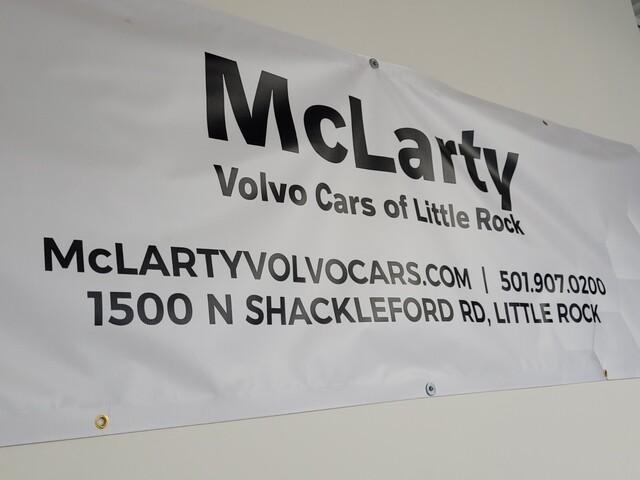 McLarty
Volvo Cars of Little Rock
McLARTYVOLVOCARS.COM | 501.907.0200
1500 N SHACKLEFORD RD, LITTLE ROCK